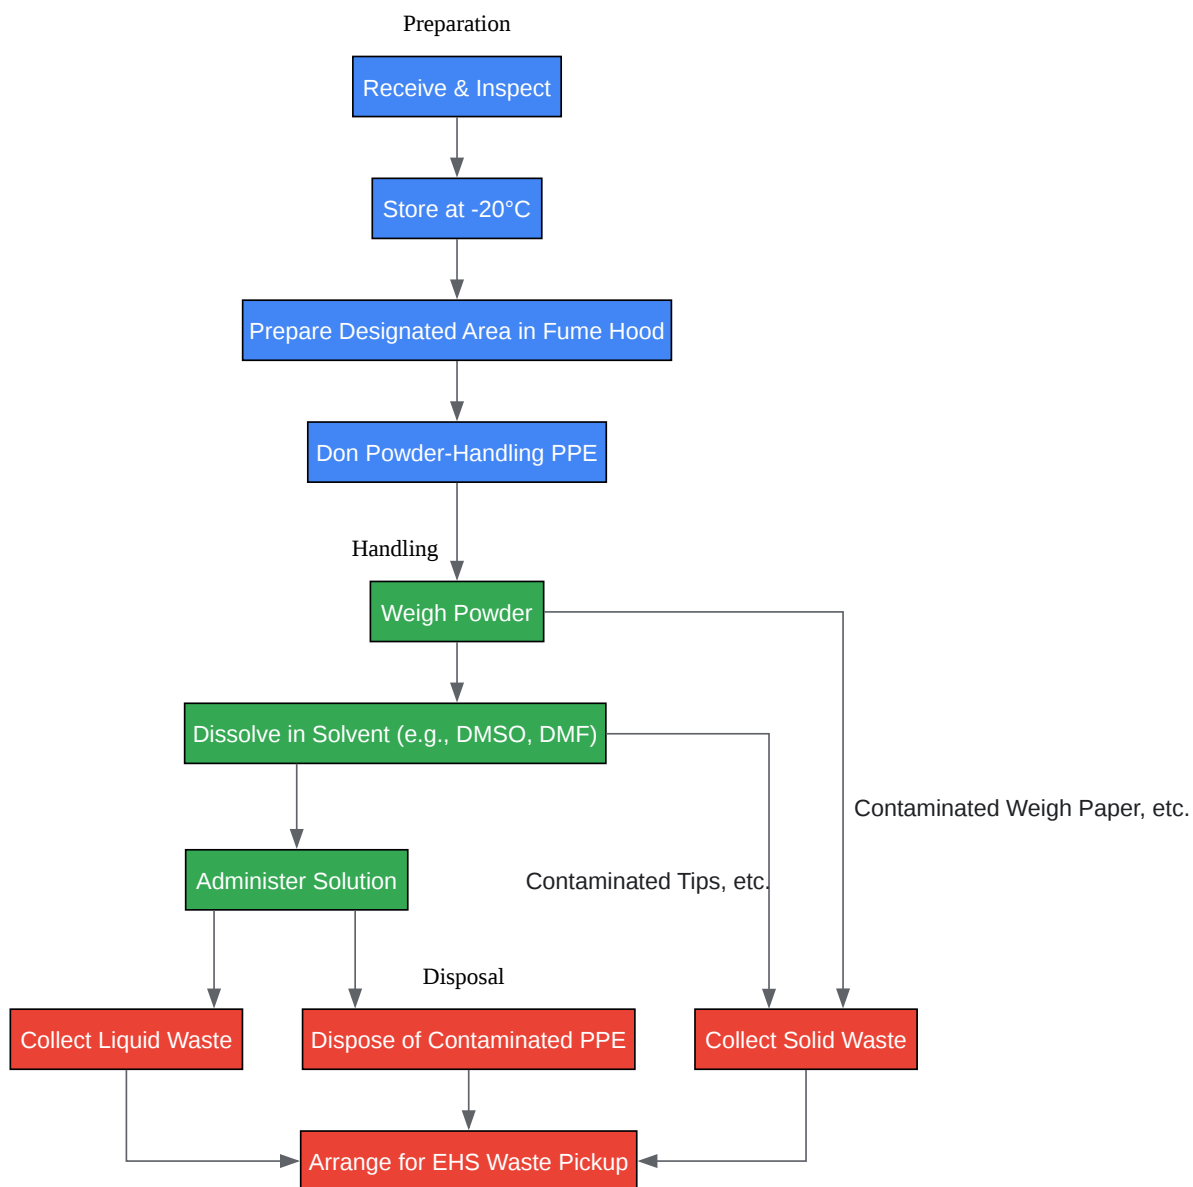 Preparation
Receive & Inspect
Store at -20°C
Prepare Designated Area in Fume Hood
Don Powder-Handling PPE
Handling
Weigh Powder
Dissolve in Solvent (e.g., DMSO, DMF)
Contaminated Weigh Paper, etc.
Administer Solution
Contaminated Tips, etc.
Disposal
Collect Liquid Waste
Dispose of Contaminated PPE
Collect Solid Waste
Arrange for EHS Waste Pickup